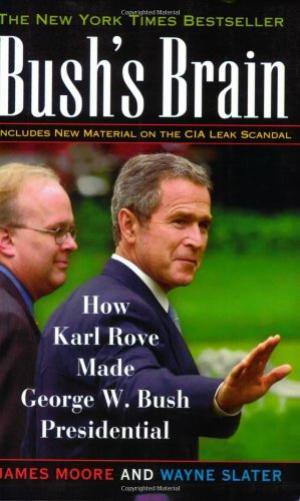 THE NEW YORK TIMES BESTSELLER
Bush's Brain
INCLUDES NEW MATERIAL ON THE CIA LEAK SCANDAL
How
Karl Rove
Made
George W. Bush
Presidential
JAMES MOORE AND WAYNE SLATER